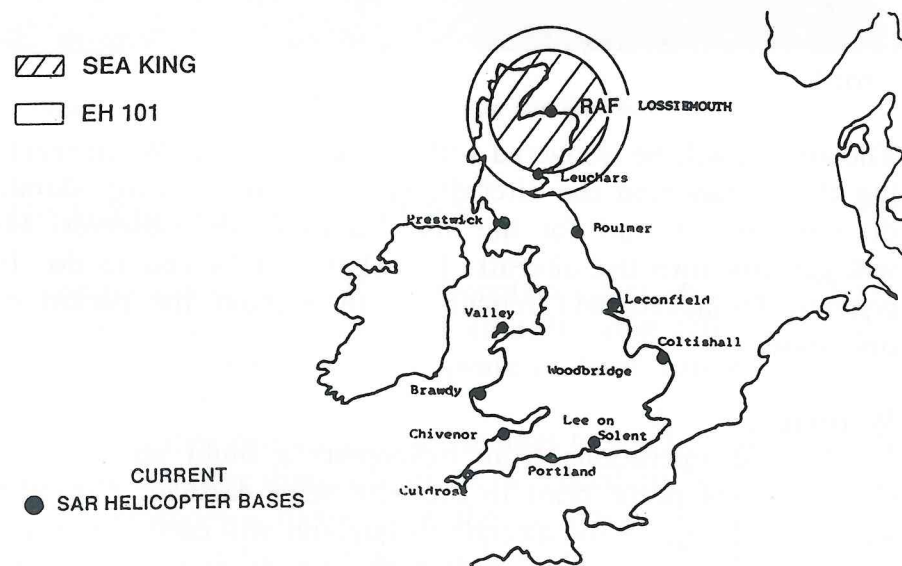 SEA KING
EH 101
RAF LOSSIEMOUTH
Leuchars
Prestwick
Boulmer
Leconfield
Valley
Coltishall
Woodbridge
Brawdy
Lee on
Solent
Chivenor
Portland
Culdrose
CURRENT
SAR HELICOPTER BASES